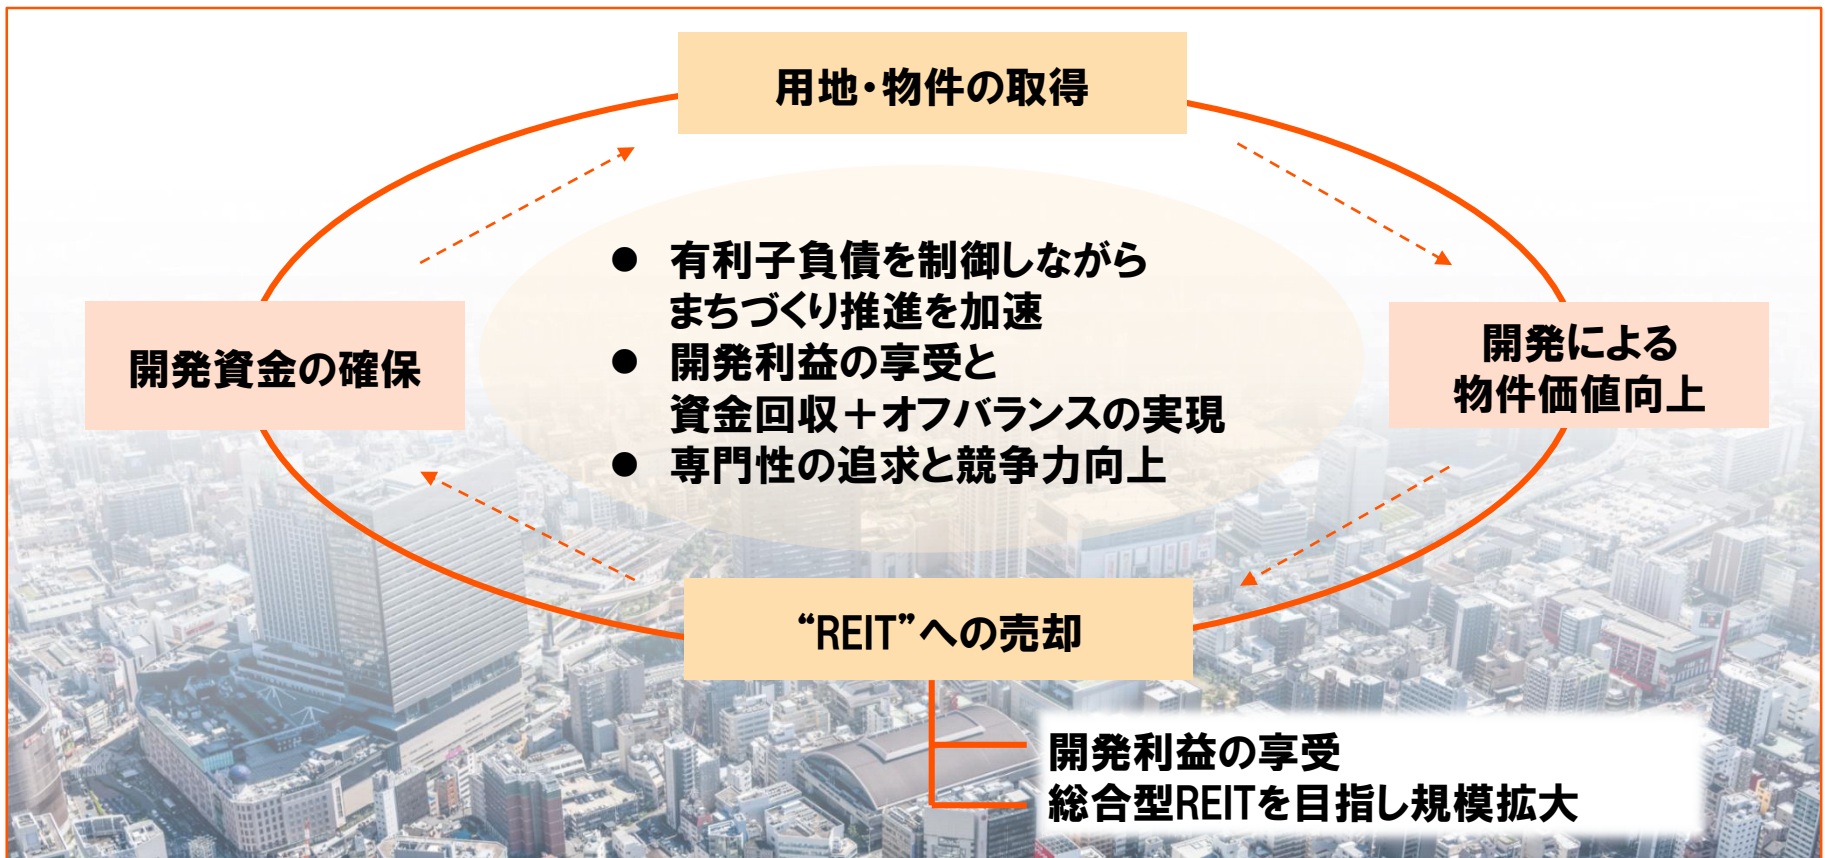 用地・物件の取得
● 有利子負債を制御しながら
まちづくり推進を加速
● 開発利益の享受と
資金回収＋オフバランスの実現
● 専門性の追求と競争力向上
開発資金の確保
開発による
物件価値向上
“REIT”への売却
開発利益の享受
総合型REITを目指し規模拡大